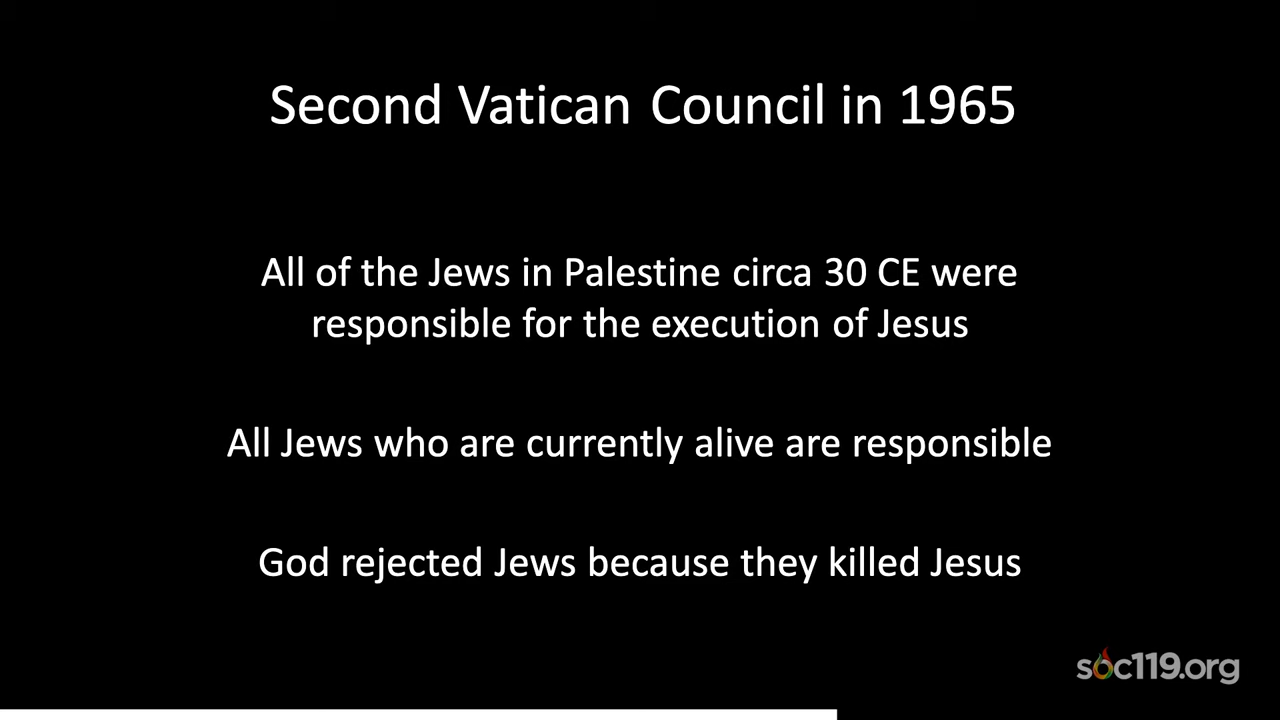 Second Vatican Council in 1965
All of the Jews in Palestine circa 30 CE were
responsible for the execution of Jesus
All Jews who are currently alive are responsible
God rejected Jews because they killed Jesus
soc119.org